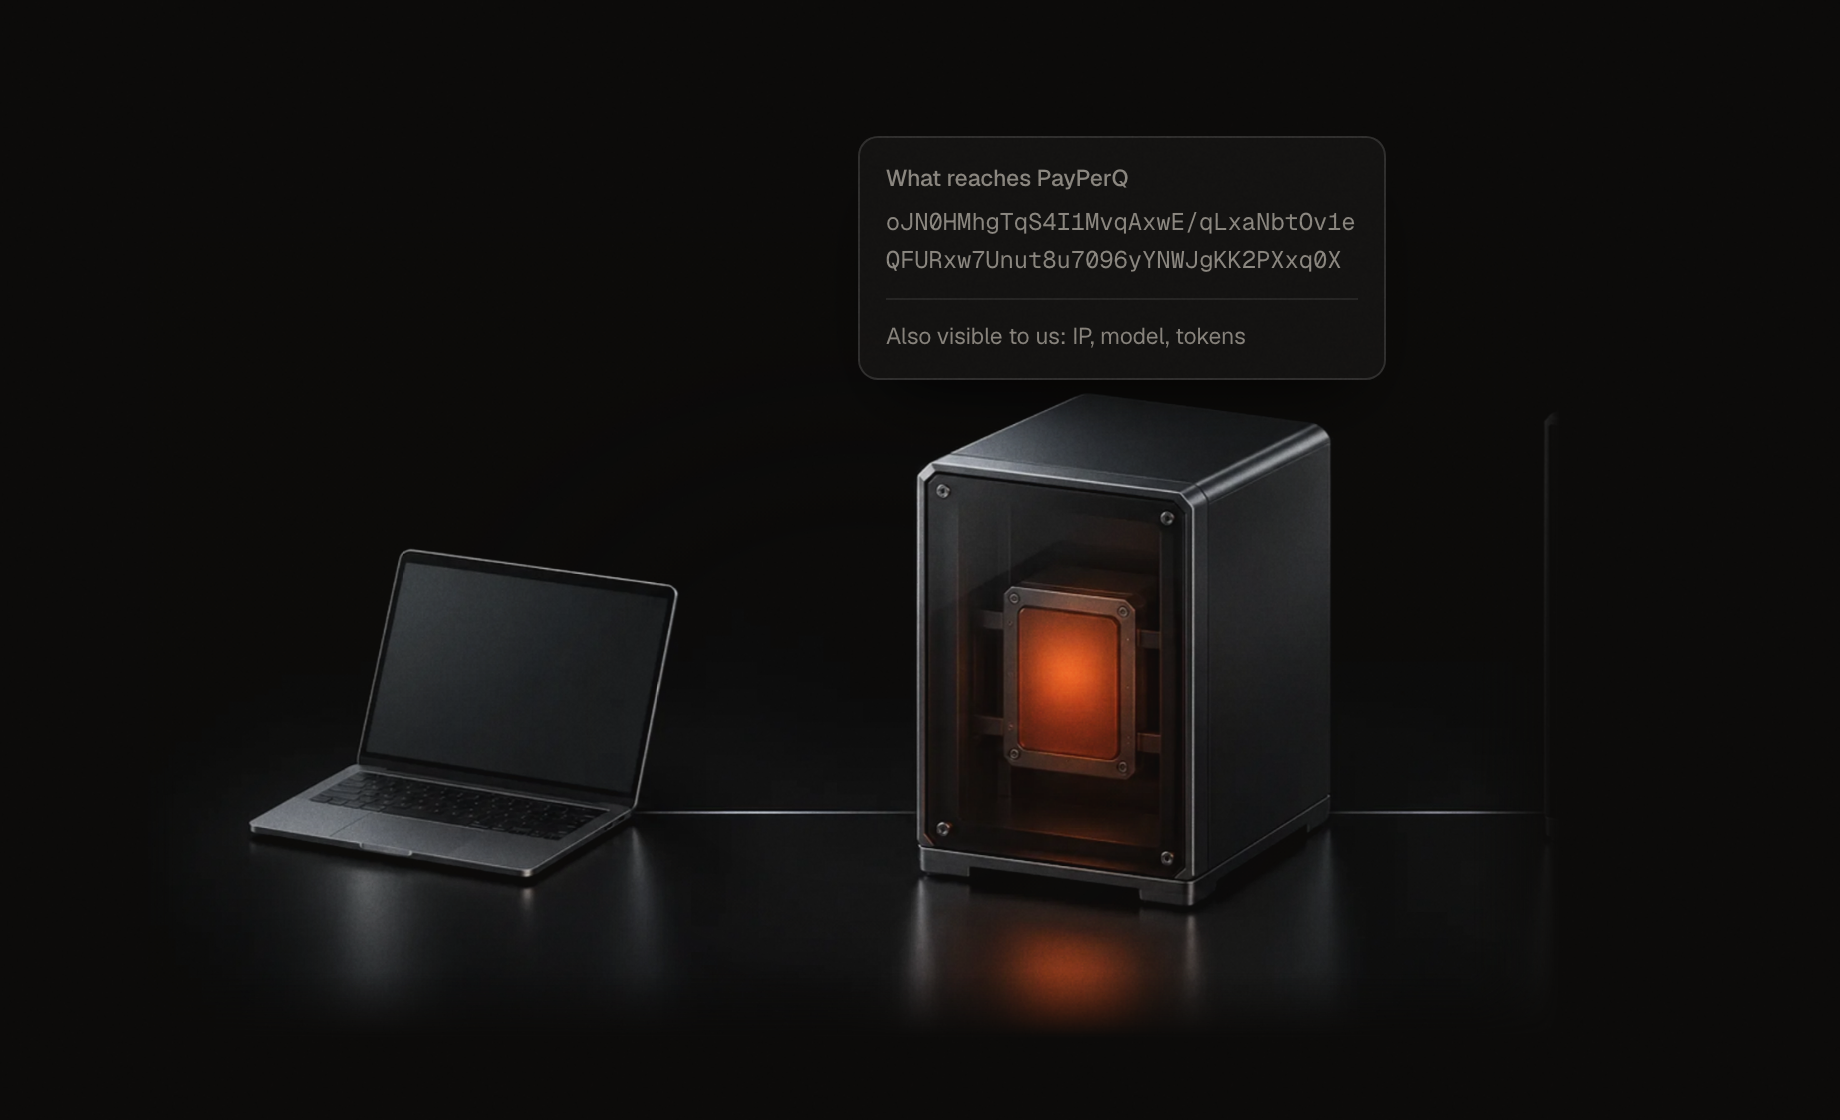 What reaches PayPerQ
oJN0HMhgTqS4I1MvqAxwE/qLxaNbtOv1e
QFURxw7Unut8u7096yYNWJgKK2PXxq0X
Also visible to us: IP, model, tokens